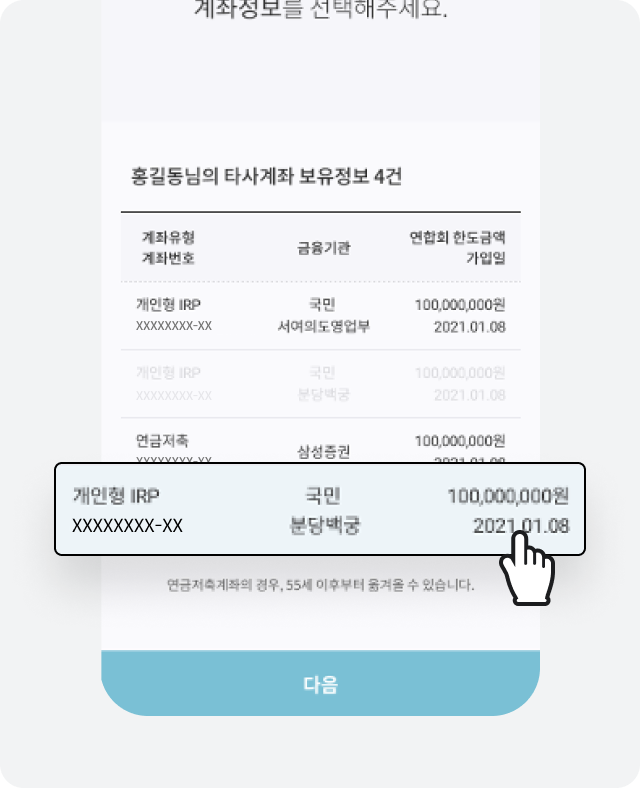 계좌정보를 선택해주세요.
홍길동님의 타사계좌 보유정보 4건
계좌유형 금융기관 연합회 한도금액
계좌번호 가입일
개인형 IRP 국민 100,000,000원
XXXXXXXX-XX 서여의도영업부 2021.01.08
개인형 IRP 국민 100,000,000원
XXXXXXXX-XX 분당백궁 2021.01.08
연금저축 삼성증권 100,000,000원
XXXXXXXX-XX 2021.01.08
개인형 IRP 국민 100,000,000원
XXXXXXXX-XX 분당백궁 2021.01.08
연금저축계좌의 경우, 55세 이후부터 옮겨올 수 있습니다.
다음